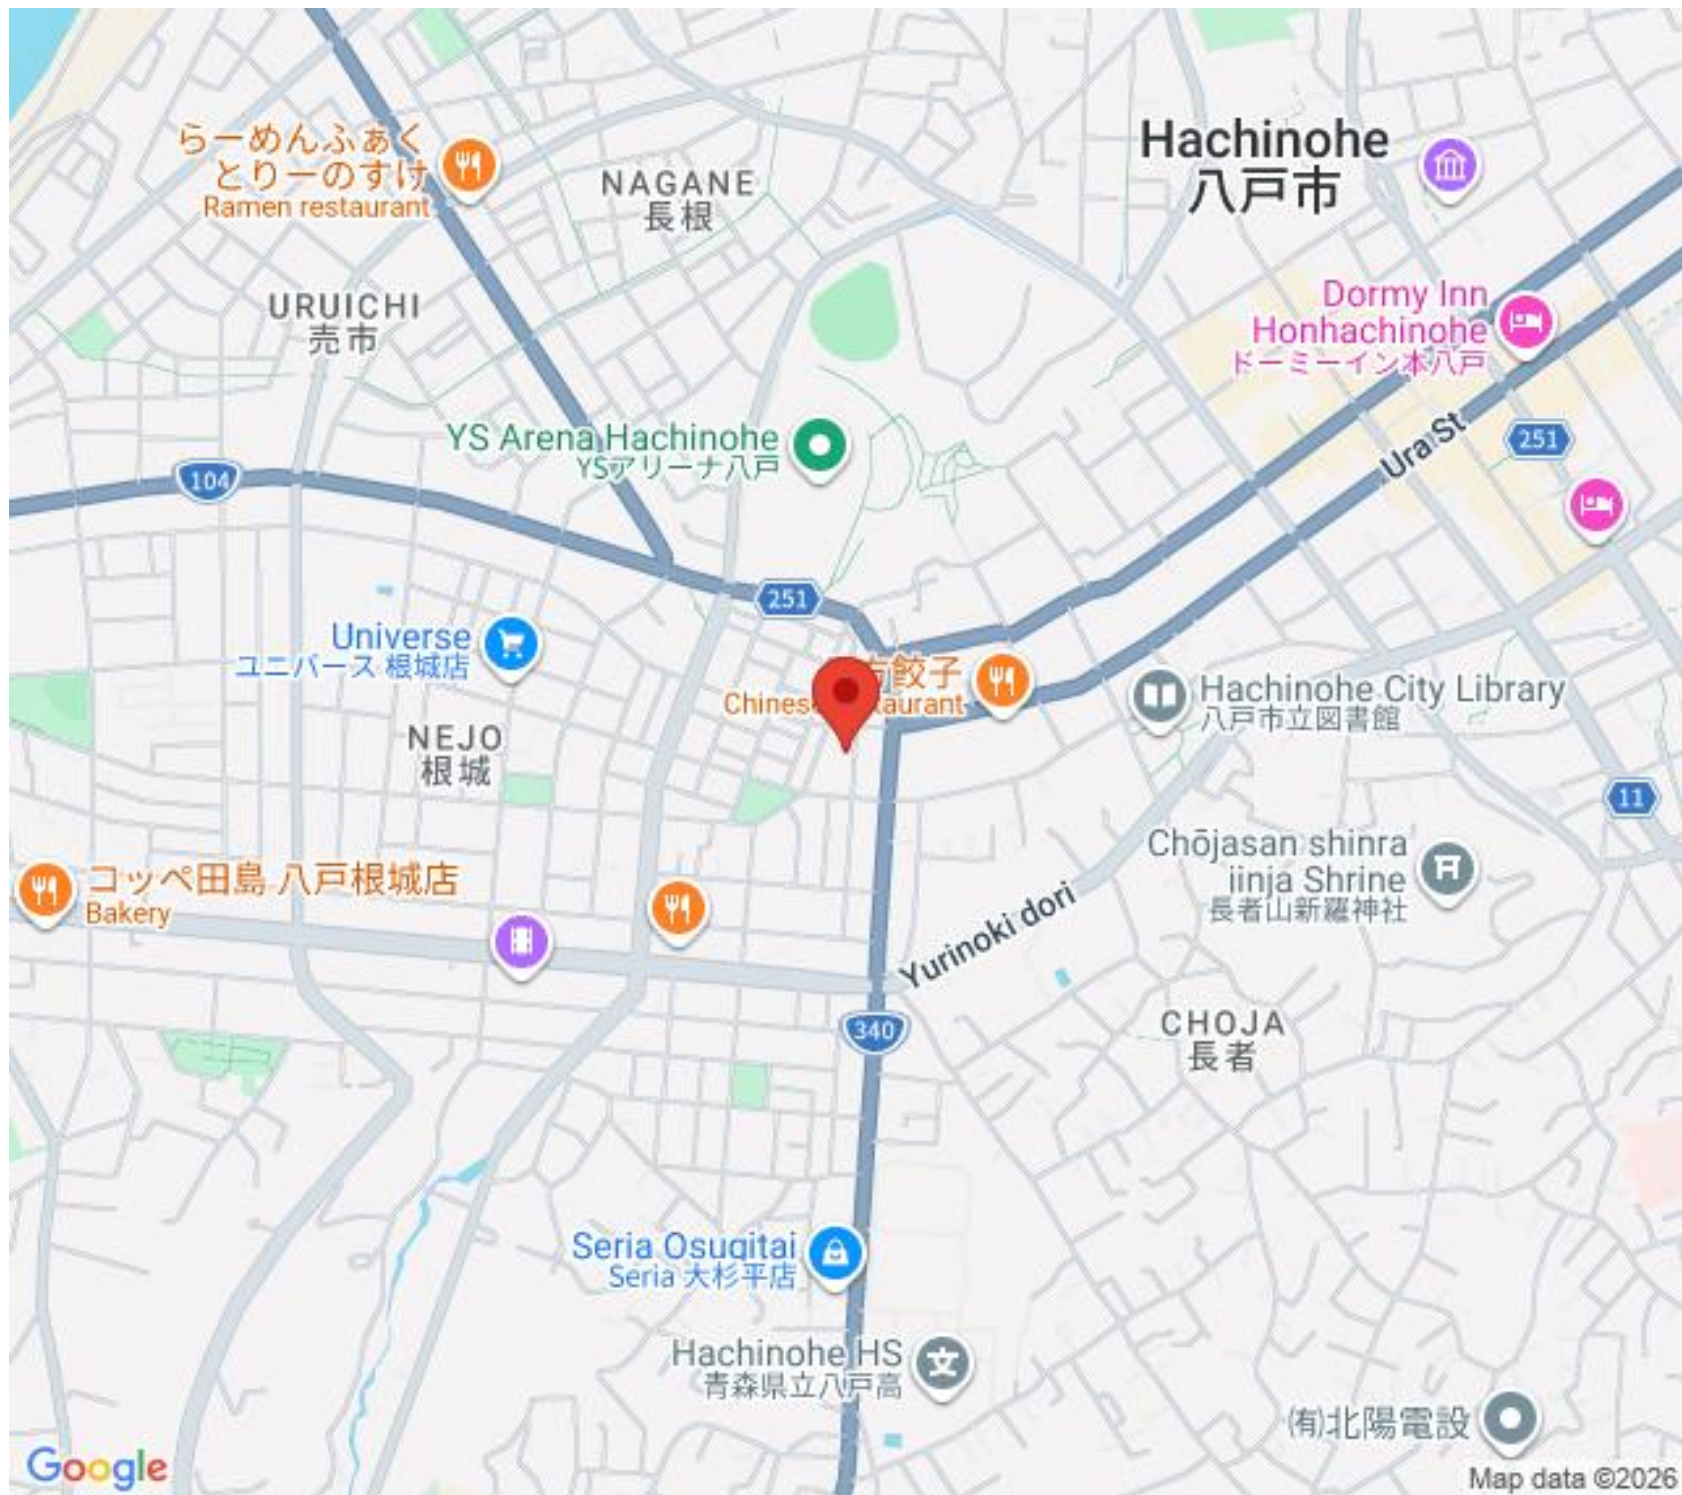 らーめんふぁく
とりーのすけ
Ramen restaurant
NAGANE
長根
Hachinohe
八戸市
URUICHI
売市
Dormy Inn
Honhachinohe
ドーミーイン本八戸
YS Arena Hachinohe
YSアリーナ八戸
Ura St
251
104
251
Universe
ユニバース 根城店
餃子
Hachinohe City Library
八戸市立図書館
NEJO
根城
11
Chōjasan shinra
jinja Shrine
長者山新羅神社
コッペ田島 八戸根城店
Bakery
Yurinoki dori
340
CHOJA
長者
Seria Osugitai
Seria 大杉平店
Hachinohe HS
青森県立八戸高
文
㈲北陽電設
Google
Map data ©2026